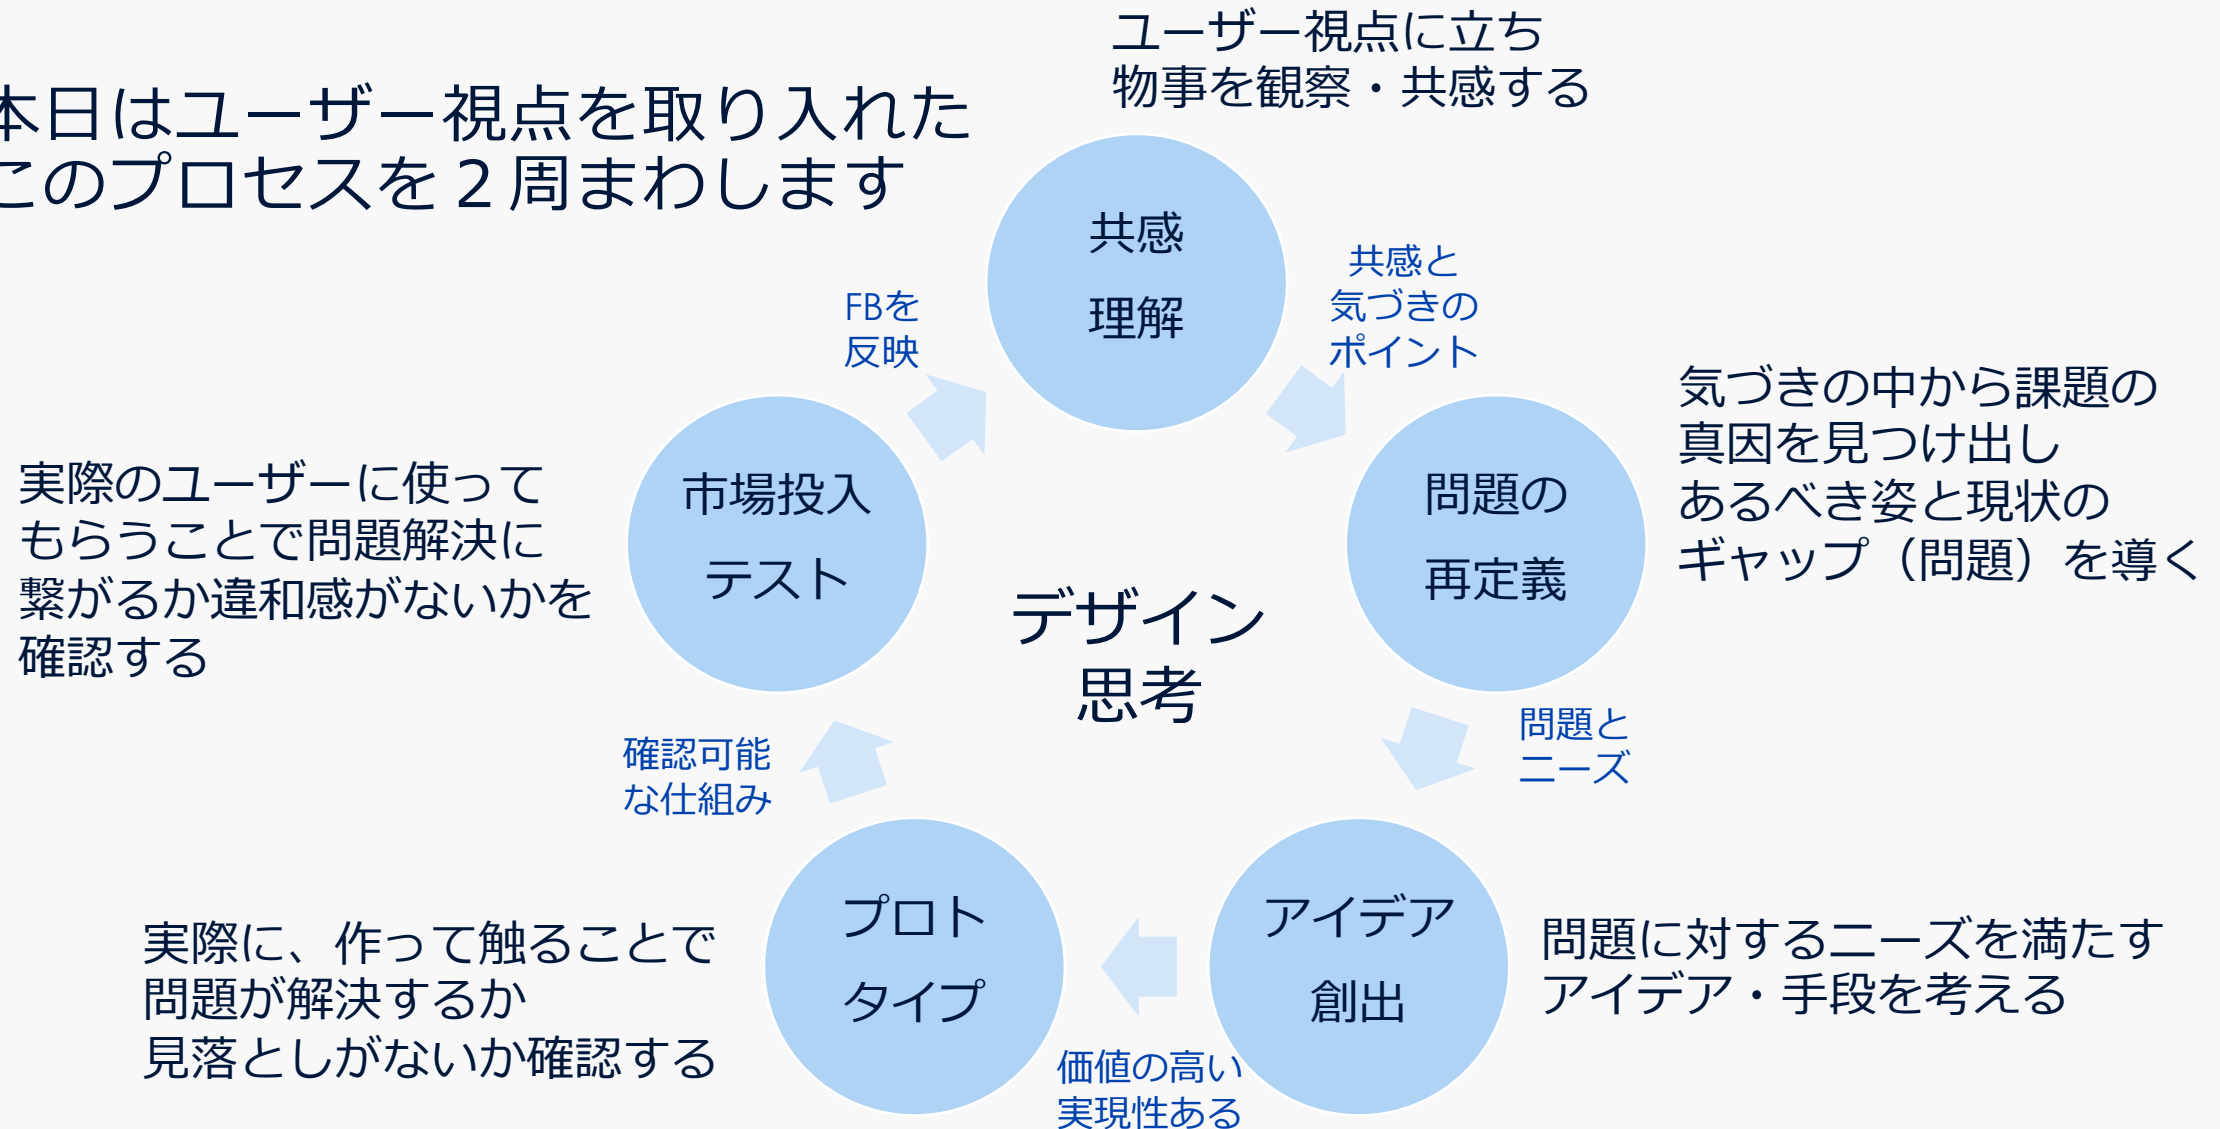 ユーザー視点に立ち
物事を観察・共感する
本日はユーザー視点を取り入れた
このプロセスを２周まわします
共感
理解
共感と
気づきの
ポイント
FBを
反映
気づきの中から課題の
真因を見つけ出し
あるべき姿と現状の
ギャップ（問題）を導く
市場投入
テスト
問題の
再定義
実際のユーザーに使って
もらうことで問題解決に
繋がるか違和感がないかを
確認する
デザイン
思考
問題と
ニーズ
確認可能
な仕組み
プロト
タイプ
アイデア
創出
問題に対するニーズを満たす
アイデア・手段を考える
実際に、作って触ることで
問題が解決するか
見落としがないか確認する
価値の高い
実現性ある